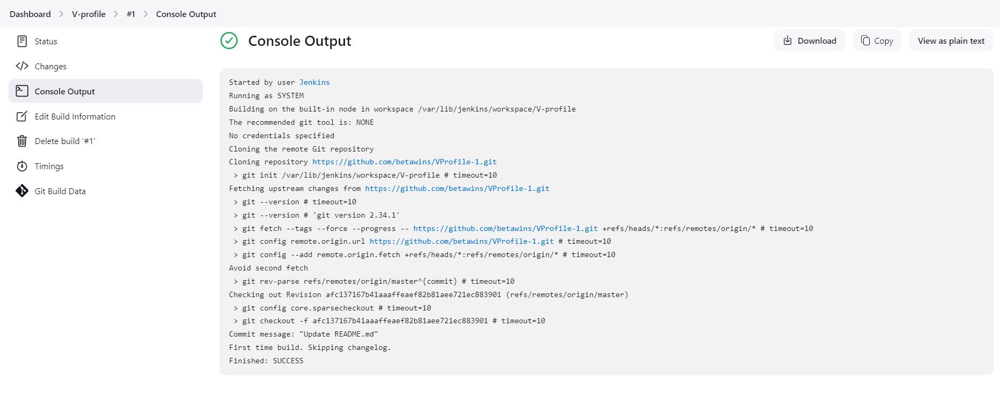 Dashboard > V-profile > #1 > Console Output
Status
Changes
Console Output
Edit Build Information
Delete build ‘#1’
Timings
Git Build Data
Console Output
Download
Copy
View as plain text
Started by user Jenkins
Running as SYSTEM
Building on the built-in node in workspace /var/lib/jenkins/workspace/V-profile
The recommended git tool is: NONE
No credentials specified
Cloning the remote Git repository
Cloning repository https://github.com/betawins/VProfile-1.git
 > git init /var/lib/jenkins/workspace/V-profile # timeout=10
Fetching upstream changes from https://github.com/betawins/VProfile-1.git
 > git --version # timeout=10
 > git --version # 'git version 2.34.1'
 > git fetch --tags --force --progress -- https://github.com/betawins/VProfile-1.git +refs/heads/*:refs/remotes/origin/* # timeout=10
 > git config remote.origin.url https://github.com/betawins/VProfile-1.git # timeout=10
 > git config --add remote.origin.fetch +refs/heads/*:refs/remotes/origin/* # timeout=10
Avoid second fetch
 > git rev-parse refs/remotes/origin/master^{commit} # timeout=10
Checking out Revision afc137167b41aaaffeaef82b81aee721ec883901 (refs/remotes/origin/master)
 > git config core.sparsecheckout # timeout=10
 > git checkout -f afc137167b41aaaffeaef82b81aee721ec883901 # timeout=10
Commit message: "Update README.md"
First time build. Skipping changelog.
Finished: SUCCESS